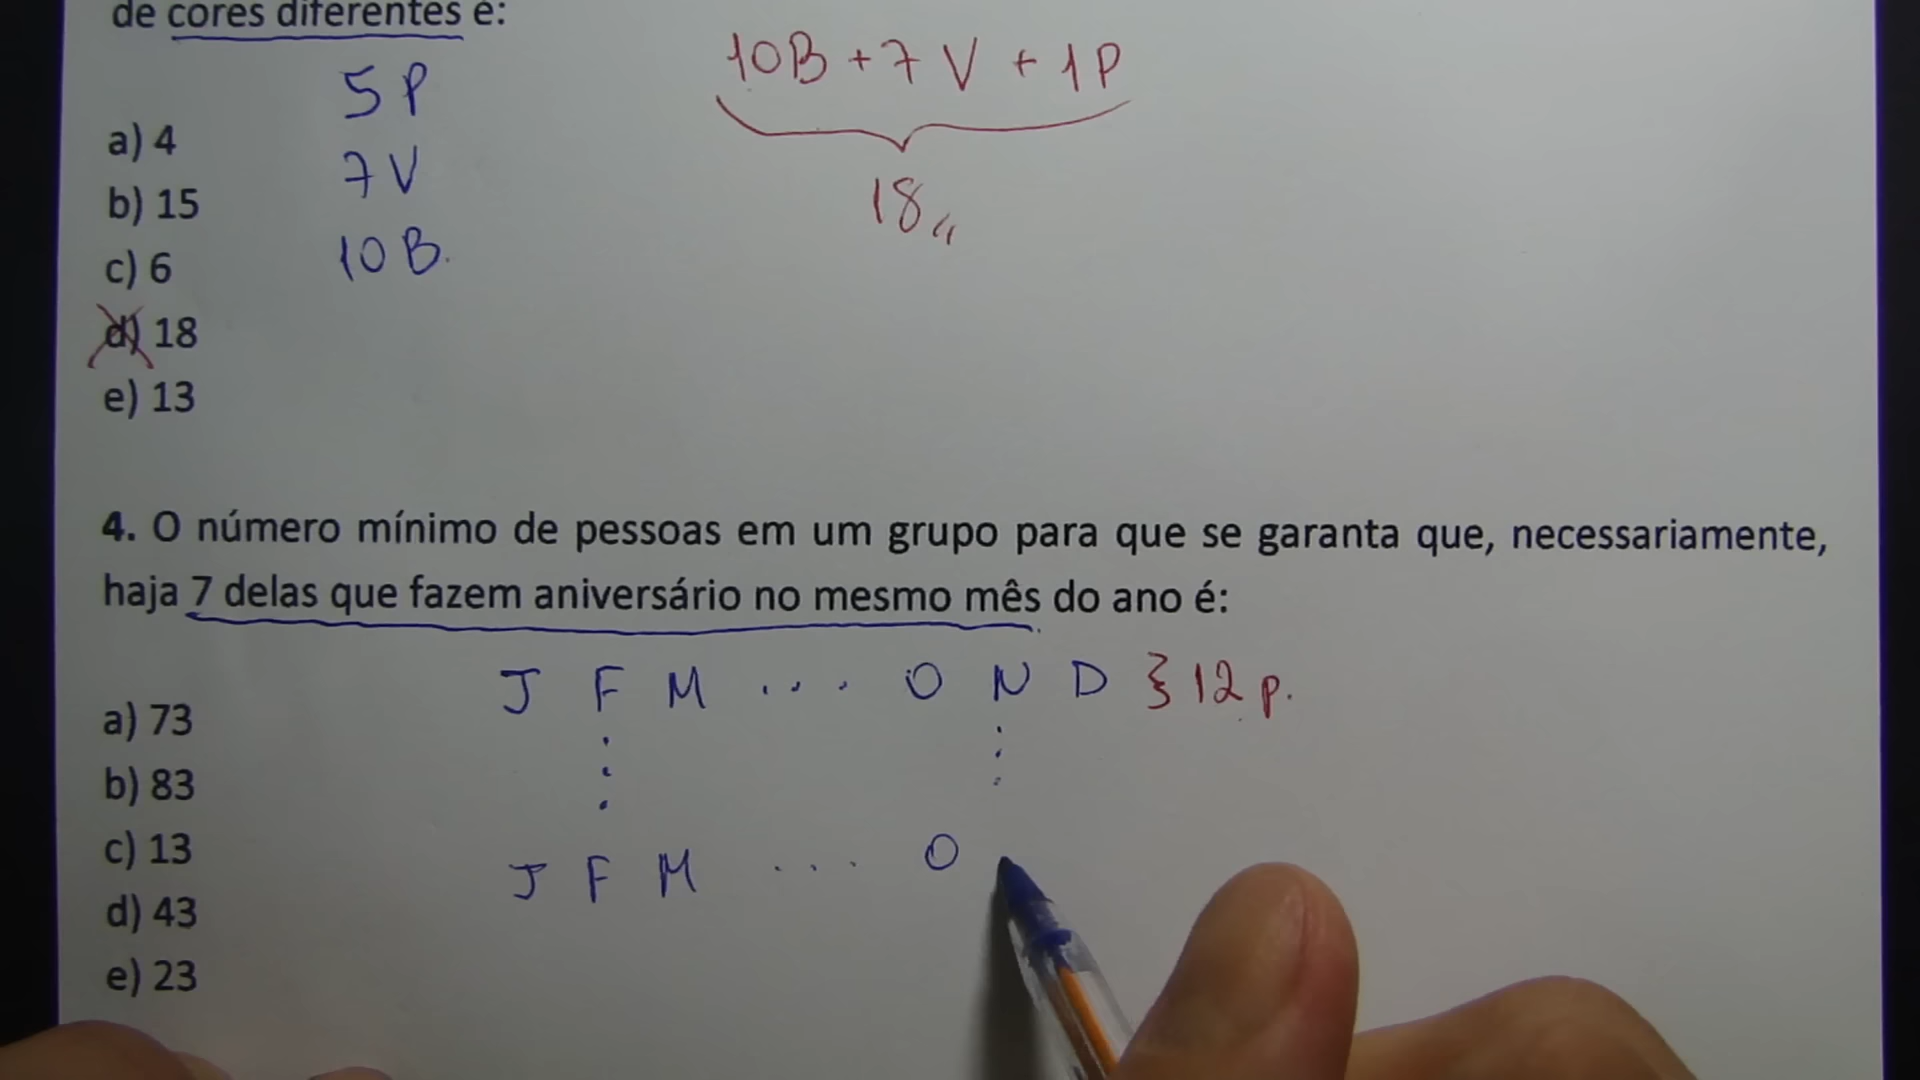 de cores diferentes é:
5 P
10B + 7 V + 1 P
a) 4
7 V
b) 15
18
10 B.
c) 6
d) 18
e) 13
4. O número mínimo de pessoas em um grupo para que se garanta que, necessariamente,
haja 7 delas que fazem aniversário no mesmo mês do ano é:
J F M ... O N D } 12 p.
a) 73
b) 83
c) 13
J F M ... O
d) 43
e) 23